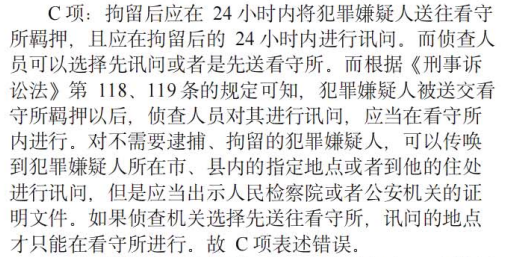 C 项：拘留后应在 24 小时内将犯罪嫌疑人送往看守
所羁押，且应在拘留后的 24 小时内进行讯问。而侦查人
员可以选择先讯问或者是先送看守所。而根据《刑事诉
讼法》第 118、119 条的规定可知，犯罪嫌疑人被送交看
守所羁押以后，侦查人员对其进行讯问，应当在看守所
内进行。对不需要逮捕、拘留的犯罪嫌疑人，可以传唤
到犯罪嫌疑人所在市、县内的指定地点或者到他的住处
进行讯问，但是应当出示人民检察院或者公安机关的证
明文件。如果侦查机关选择先送往看守所，讯问的地点
才只能在看守所进行。故 C 项表述错误。